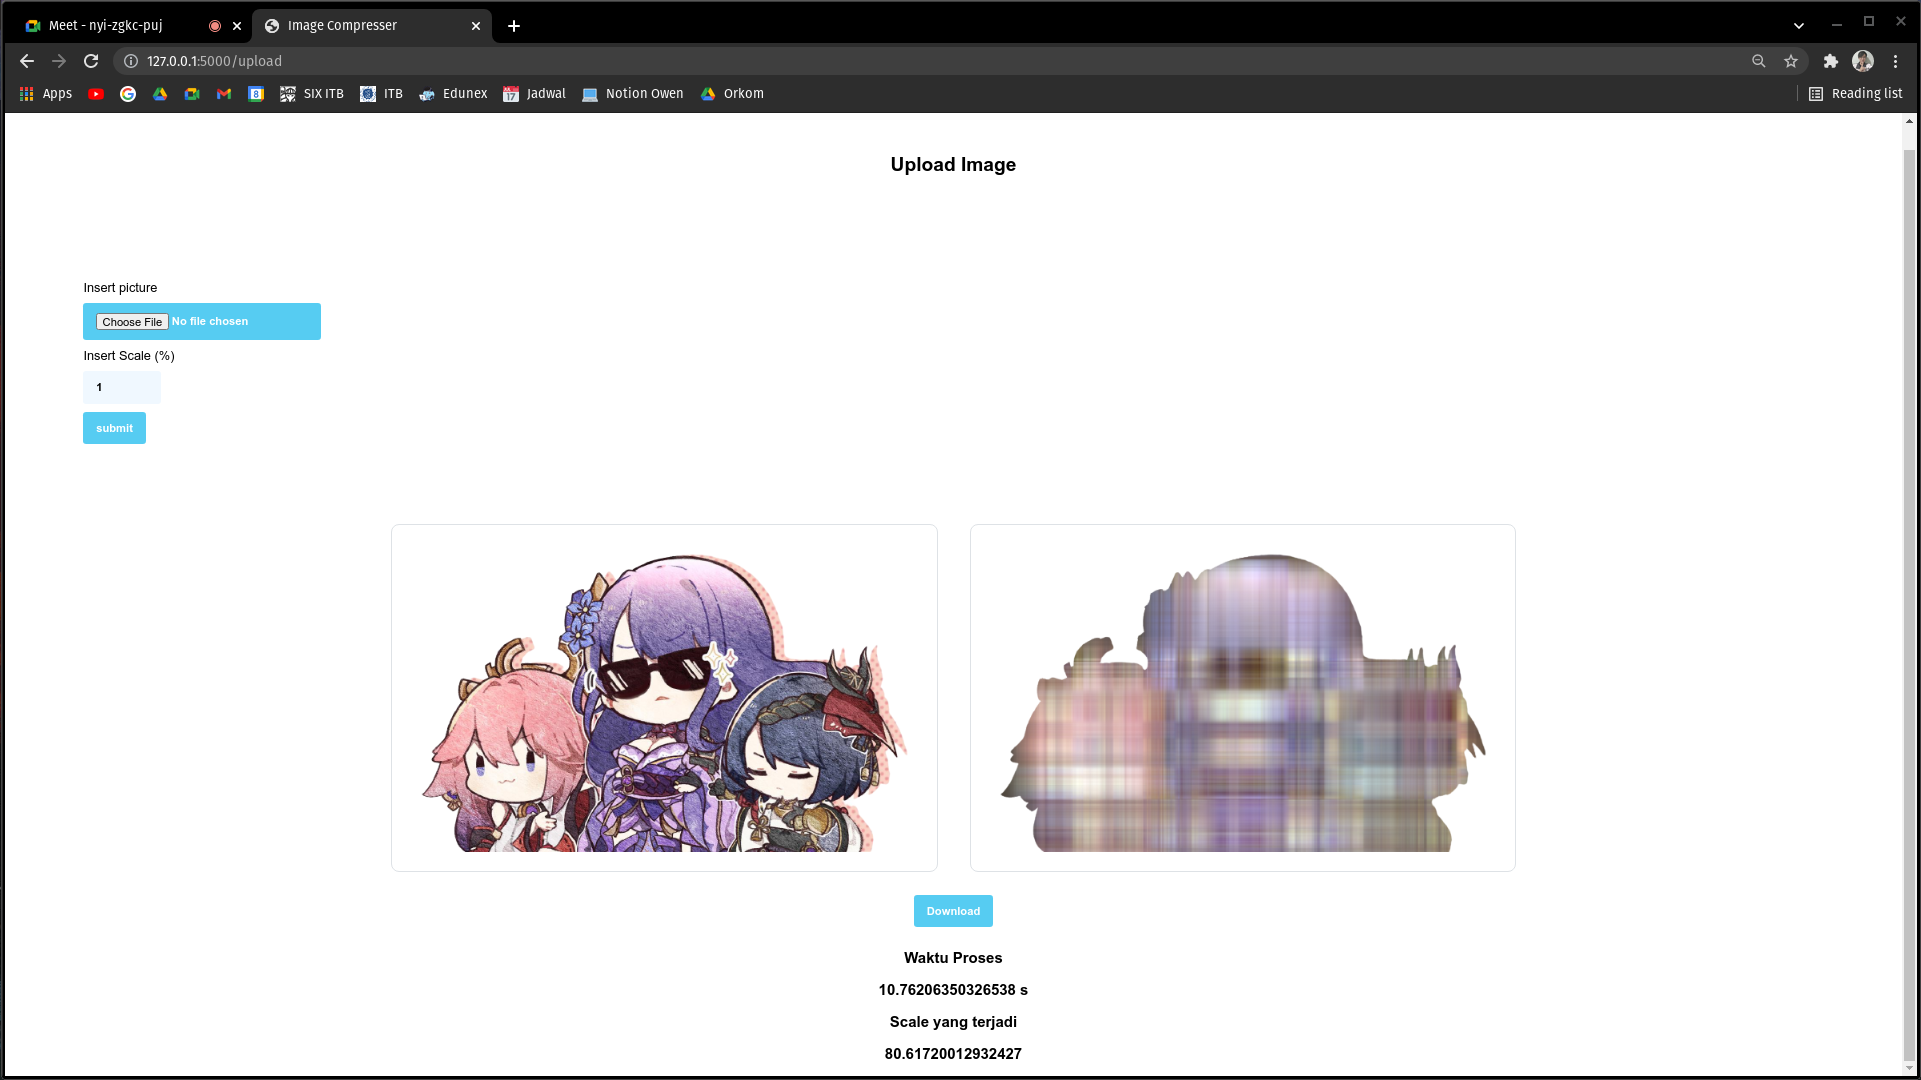 Meet - nyi-zgkc-puj
Image Compresser
127.0.0.1:5000/upload
Apps
8
SIX ITB
ITB
Edunex
17
Jadwal
Notion Owen
Orkom
Reading list
Upload Image
Insert picture
Choose File No file chosen
Insert Scale (%)
1
submit
Download
Waktu Proses
10.76206350326538 s
Scale yang terjadi
80.61720012932427